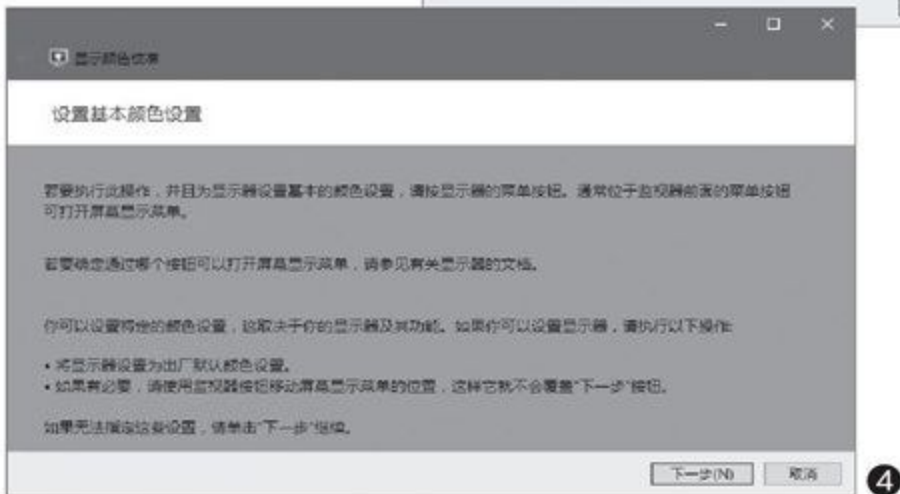 显示颜色校准
设置基本颜色设置
若要执行此操作，并且为显示器设置基本的颜色设置，请按显示器的菜单按钮。通常位于监视器前面的菜单按钮
可打开屏幕显示菜单。
若要确定通过哪个按钮可以打开屏幕显示菜单，请参见有关显示器的文档。
你可以设置特定的颜色设置，这取决于你的显示器及其功能。如果你可以设置显示器，请执行以下操作:
• 将显示器设置为出厂默认颜色设置。
• 如果有必要，请使用监视器按钮移动屏幕显示菜单的位置，这样它就不会覆盖"下一步"按钮。
如果无法指定这些设置，请单击"下一步"继续。
下一步(N) 取消
❹